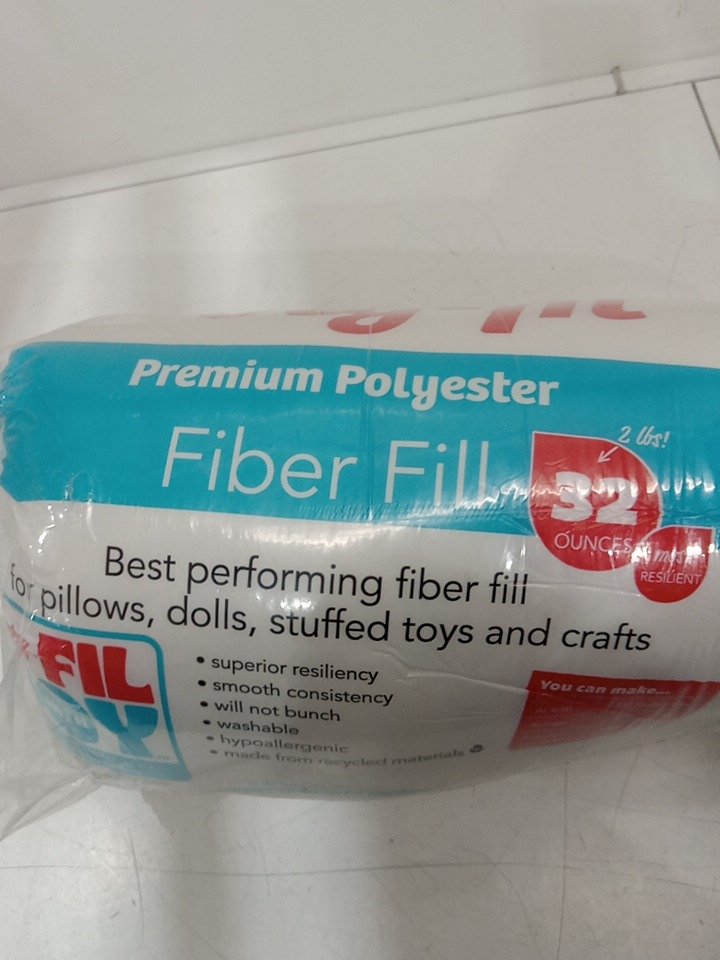 Premium Polyester
Fiber Fill
2 lbs!
32
OUNCES
most
RESILIENT
Best performing fiber fill
for pillows, dolls, stuffed toys and crafts
FIL
• superior resiliency
• smooth consistency
• will not bunch
• washable
• hypoallergenic
• made from recycled materials
You can make...